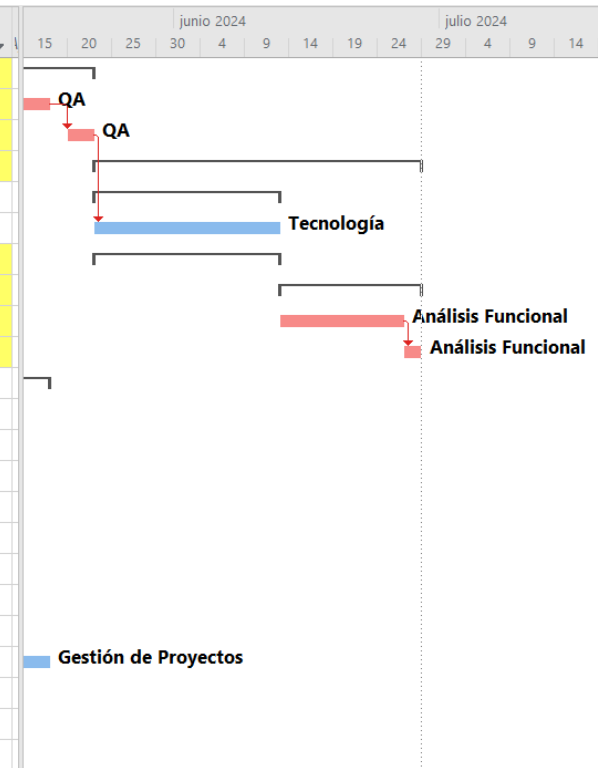 junio 2024 julio 2024
15 20 25 30 4 9 14 19 24 29 4 9 14
QA
QA
Tecnología
Análisis Funcional
Análisis Funcional
Gestión de Proyectos